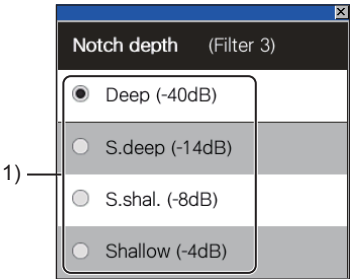 Notch depth (Filter 3)
Deep (-40dB)
S.deep (-14dB)
1)
S.shal. (-8dB)
Shallow (-4dB)